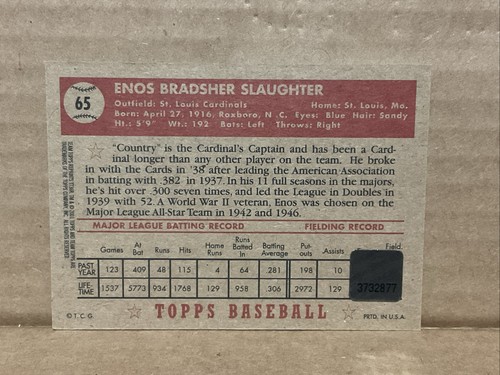 65
ENOS BRADSHER SLAUGHTER
Outfield: St. Louis Cardinals Home: St. Louis, Mo.
Born: April 27, 1916, Roxboro, N. C. Eyes: Blue Hair: Sandy
Ht.: 5'9" Wt.: 192 Bats: Left Throws: Right
"Country" is the Cardinal's Captain and has been a Card-
inal longer than any other player on the team. He broke
in with the Cards in '38 after leading the American Association
in batting with .382 in 1937. In his 11 full seasons in the majors,
he's hit over .300 seven times, and led the League in Doubles in
1939 with 52. A World War II veteran, Enos was chosen on the
Major League All-Star Team in 1942 and 1946.
MAJOR LEAGUE BATTING RECORD FIELDING RECORD
Games At Bat Runs Hits Home Runs Runs Batted In Batting Average Put-outs Assists Field.
PAST YEAR 123 409 48 115 4 64 .281 198 10
LIFE-TIME 1517 5773 934 1768 129 958 .306 2972 129
3732877
© T. C. G. TOPPS BASEBALL PRTD. IN U.S.A.